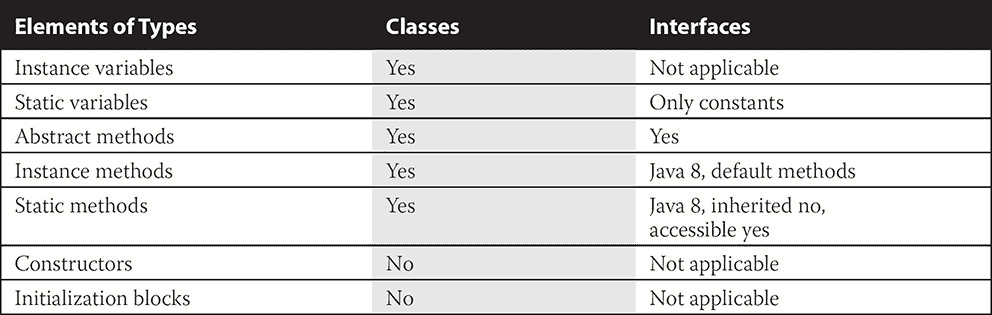 Elements of Types Classes Interfaces
Instance variables Yes Not applicable
Static variables Yes Only constants
Abstract methods Yes Yes
Instance methods Yes Java 8, default methods
Static methods Yes Java 8, inherited no,
accessible yes
Constructors No Not applicable
Initialization blocks No Not applicable